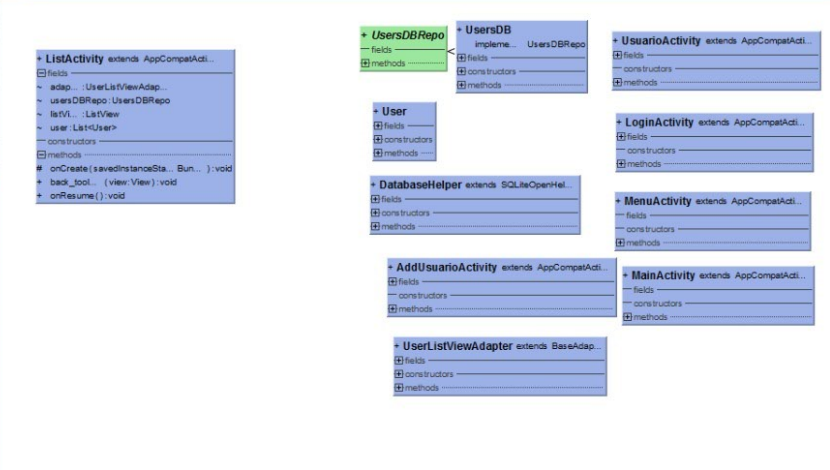 + ListActivity extends AppCompatActi...
fields
~ adap... :UserListViewAdap...
~ usersDBRepo:UsersDBRepo
~ listVi... :ListView
~ user:List<User>
constructors
methods
# onCreate(savedInstanceSta... Bun... ):void
+ back_tool... (view:View):void
+ onResume():void
+ UsersDBRepo
fields
methods
+ UsersDB
impleme... UsersDBRepo
fields
constructors
methods
+ User
fields
constructors
methods
+ DatabaseHelper extends SQLiteOpenHel...
fields
constructors
methods
+ AddUsuarioActivity extends AppCompatActi...
fields
constructors
methods
+ UserListViewAdapter extends BaseAdap...
fields
constructors
methods
+ UsuarioActivity extends AppCompatActi...
fields
constructors
methods
+ LoginActivity extends AppCompatActi...
fields
constructors
methods
+ MenuActivity extends AppCompatActi...
fields
constructors
methods
+ MainActivity extends AppCompatActi...
fields
constructors
methods